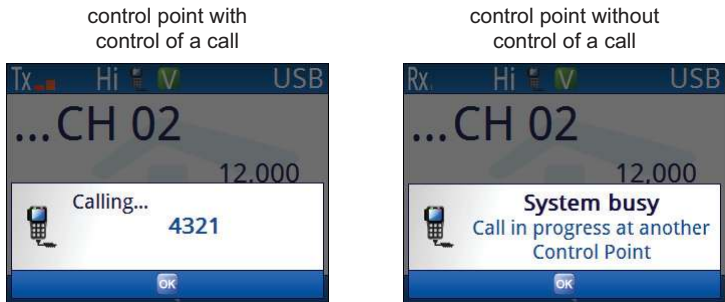 control point with
control of a call
Tx Hi V USB
...CH 02
12,000
Calling...
4321
OK
control point without
control of a call
Rx Hi V USB
...CH 02
12,000
System busy
Call in progress at another
Control Point
OK